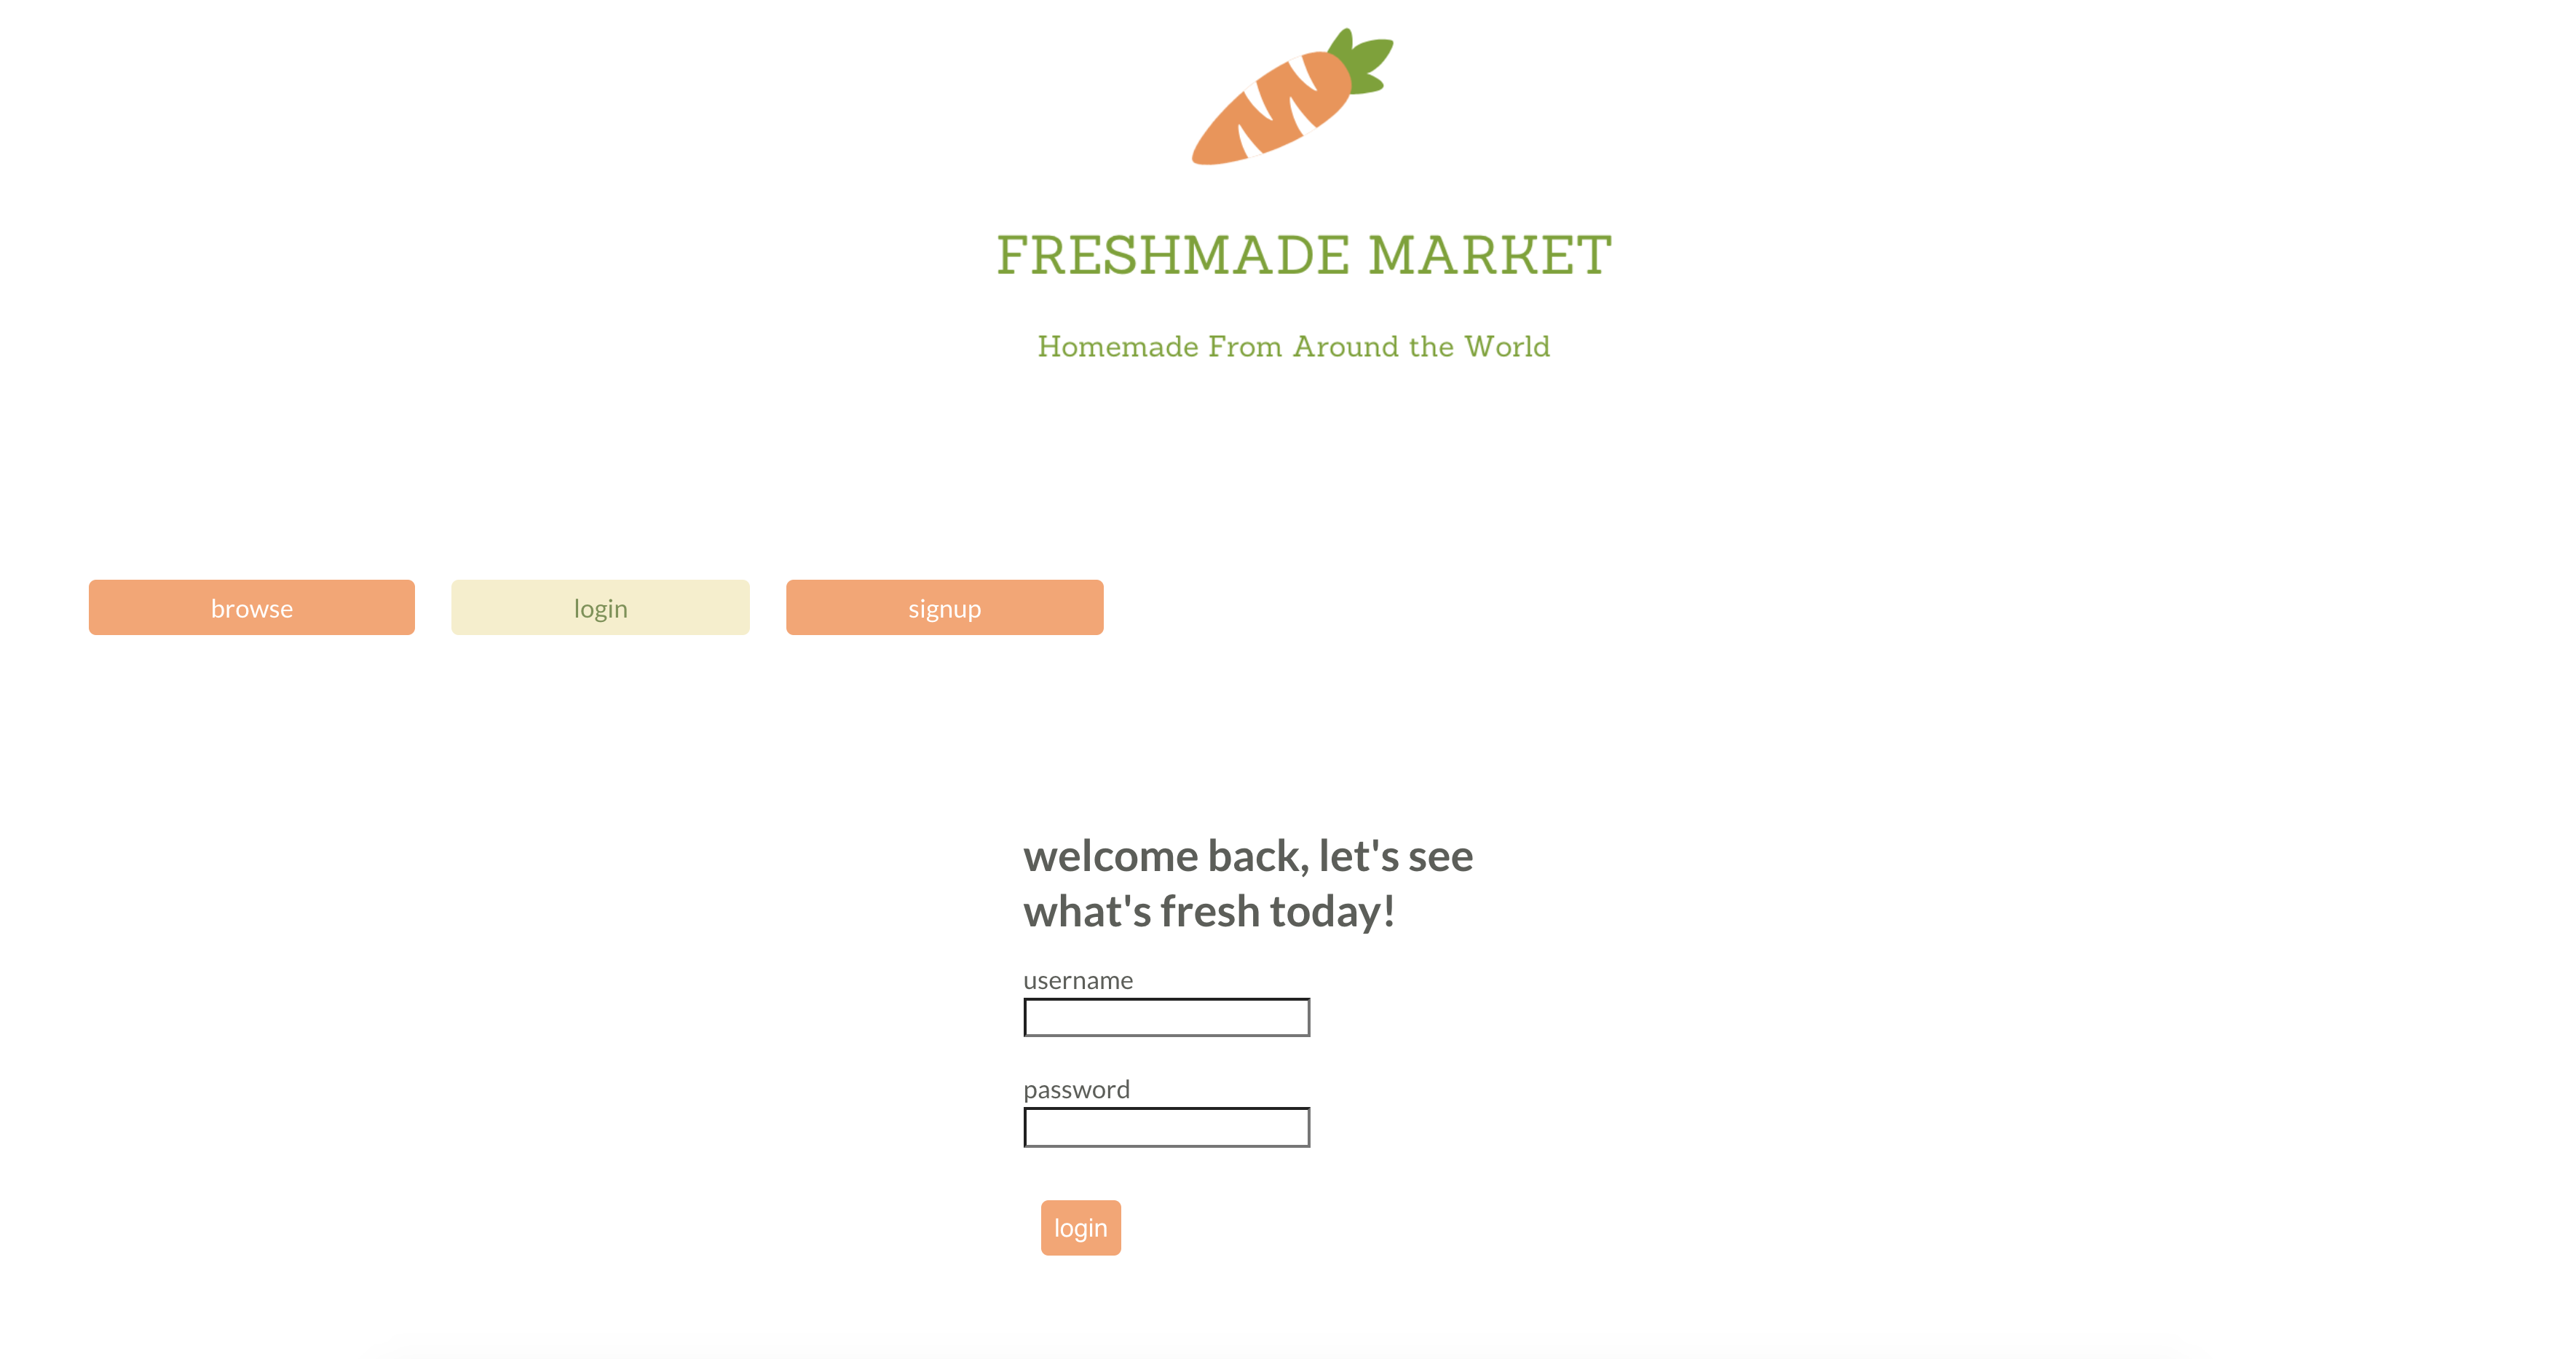 FRESHMADE MARKET
Homemade From Around the World
browse
login
signup
welcome back, let's see
what's fresh today!
username
password
login